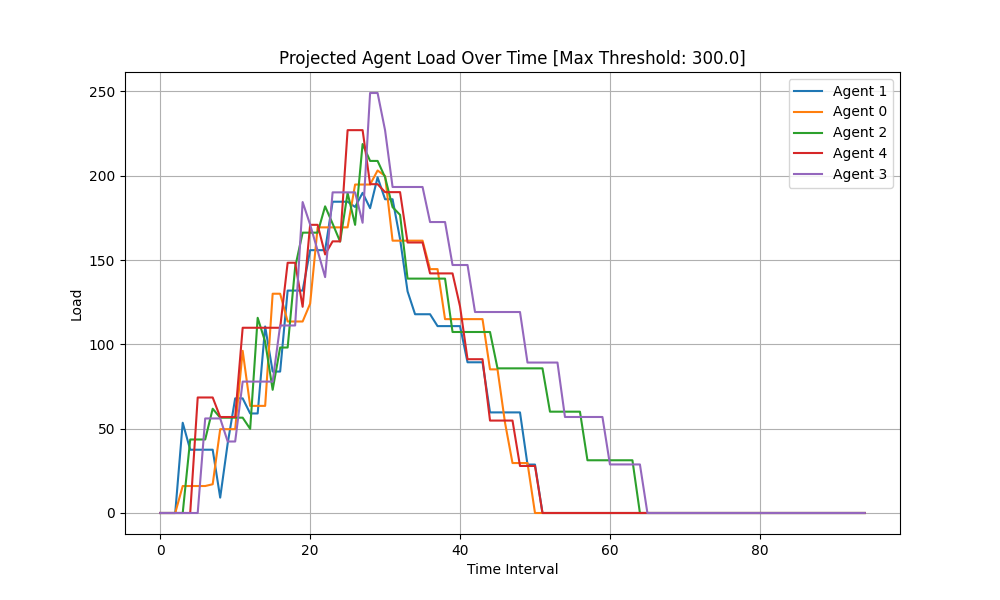 Projected Agent Load Over Time [Max Threshold: 300.0]
Load
250
200
150
100
50
0
Agent 1
Agent 0
Agent 2
Agent 4
Agent 3
0 20 40 60 80
Time Interval